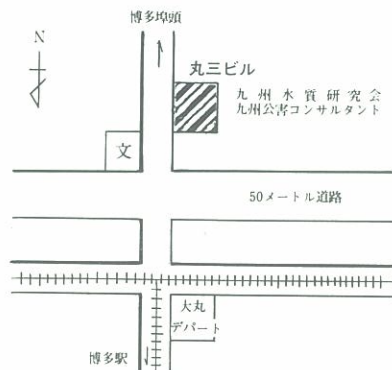 博多埠頭
N
丸三ビル
九州水質研究会
九州公害コンサルタント
文
50メートル道路
大丸
デパート
博多駅